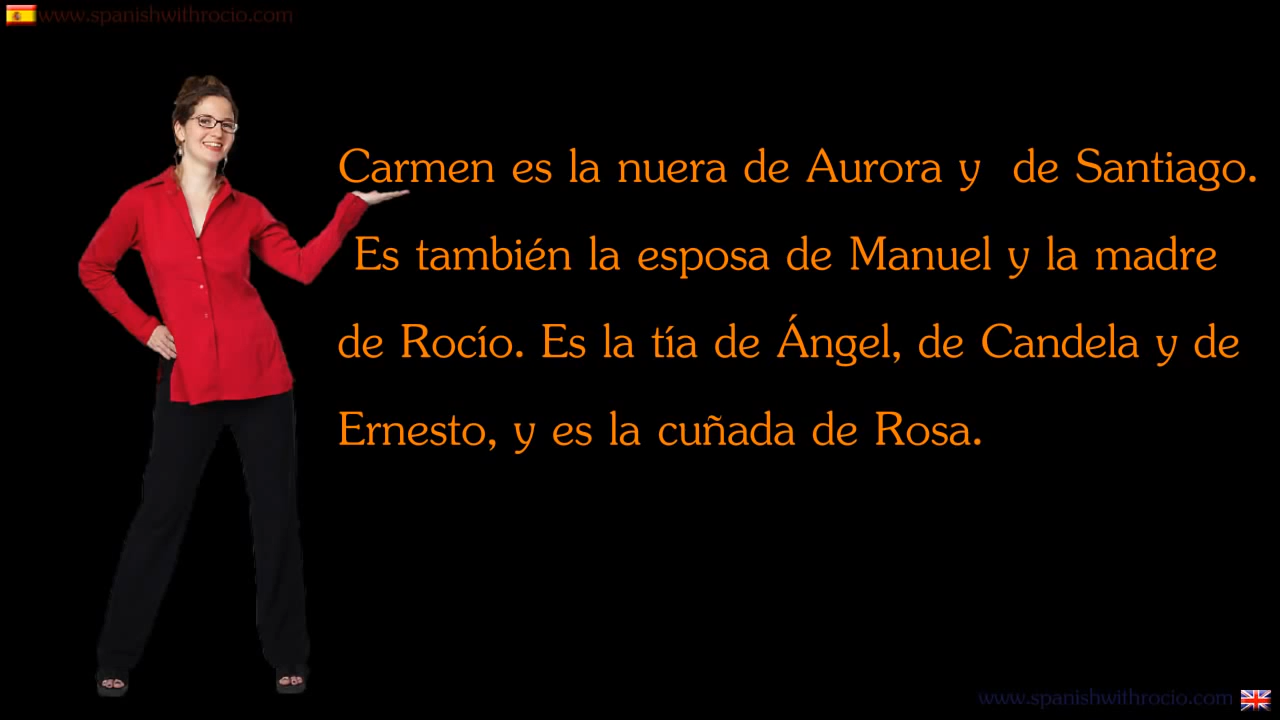 www.spanishwithrocio.com
Carmen es la nuera de Aurora y  de Santiago.
Es también la esposa de Manuel y la madre
de Rocío. Es la tía de Ángel, de Candela y de
Ernesto, y es la cuñada de Rosa.
www.spanishwithrocio.com